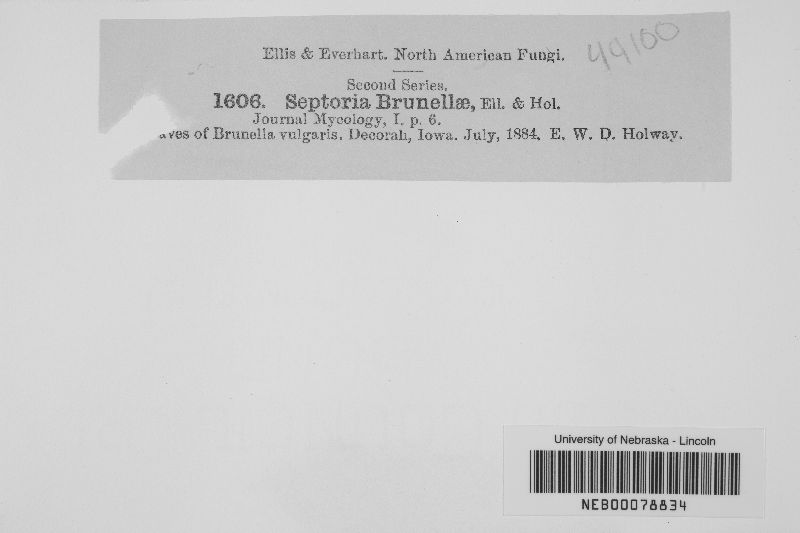 Ellis & Everhart. North American Fungi.
49100
Second Series.
1606. Septoria Brunellæ, Ell. & Hol.
Journal Mycology, I. p. 6.
aves of Brunella vulgaris. Decorah, Iowa. July, 1884. E. W. D. Holway.
University of Nebraska - Lincoln
NEB00078834